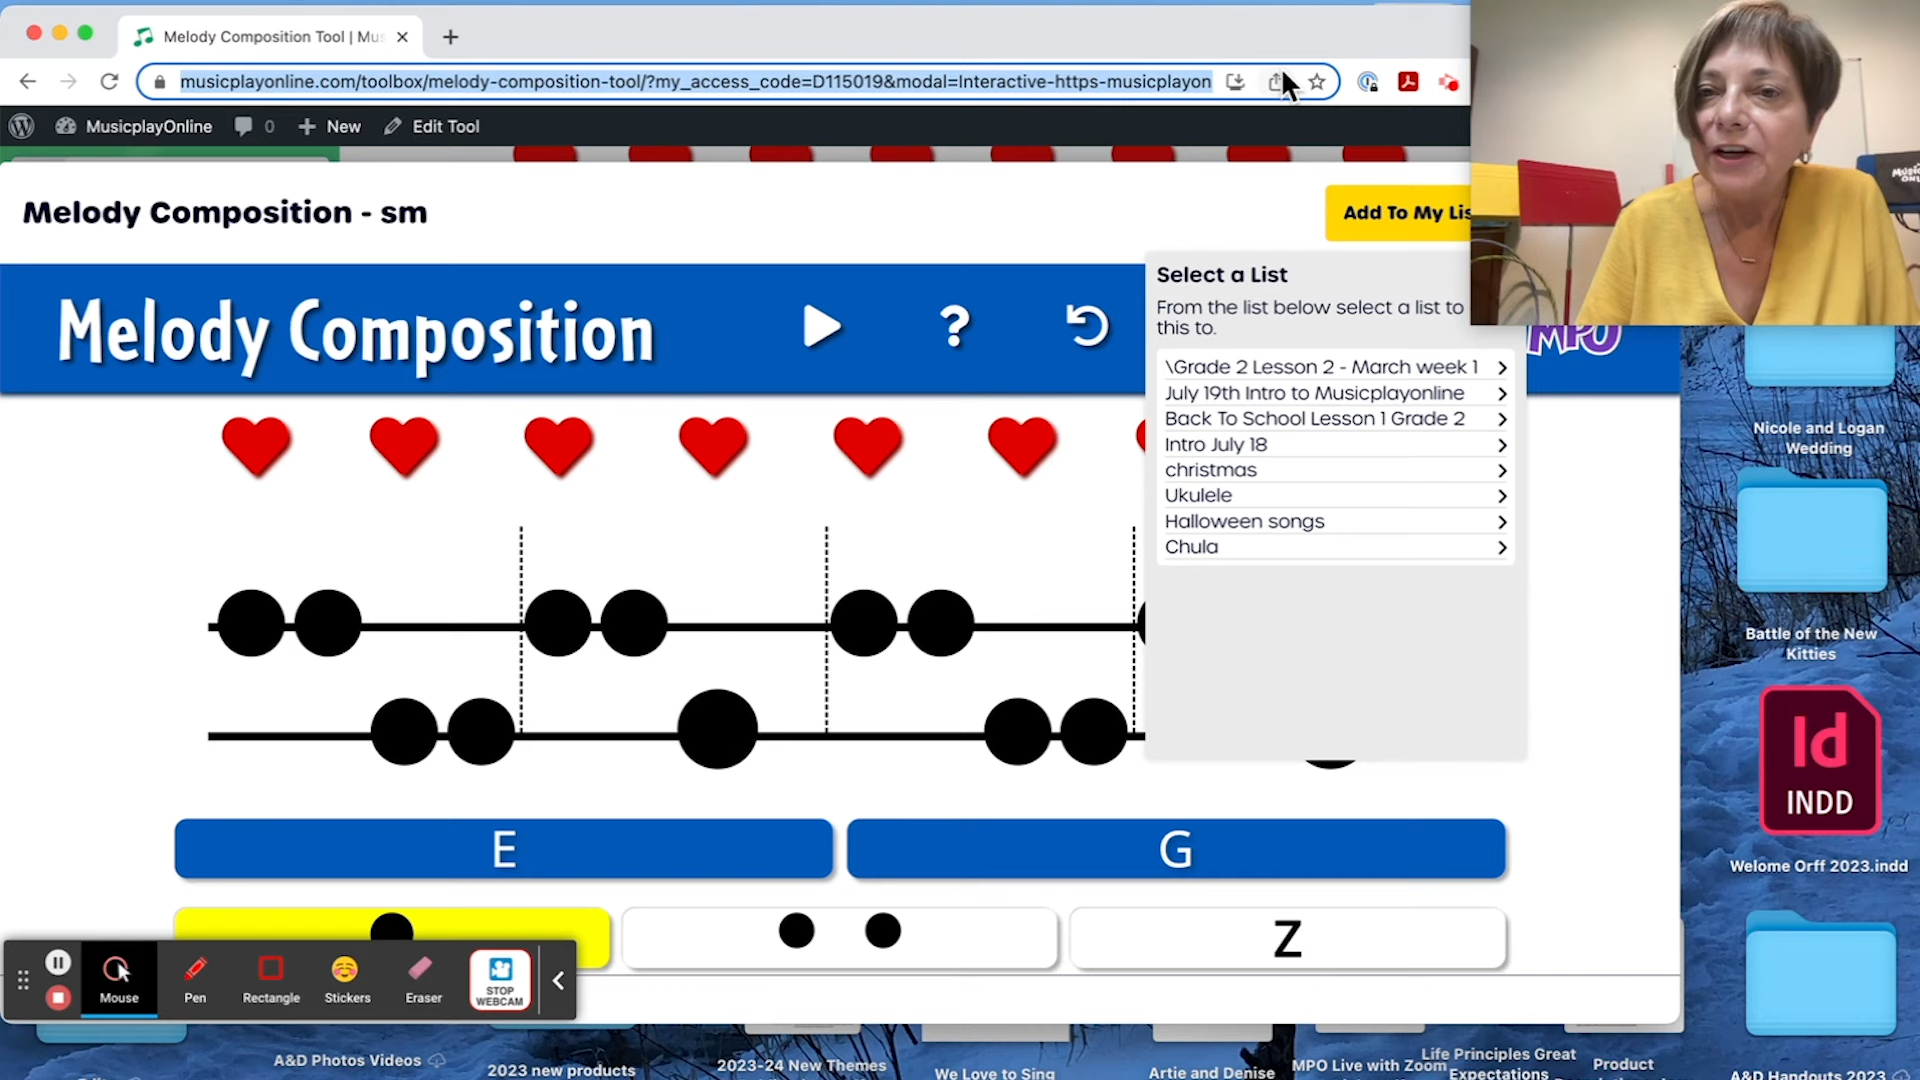 Melody Composition Tool | Mus
musicplayonline.com/toolbox/melody-composition-tool/?my_access_code=D115019&modal=Interactive-https-musicplayon
MusicplayOnline 0 New Edit Tool
Melody Composition - sm
Add To My Lis
Melody Composition
?
MPO
Select a List
From the list below select a list to
this to.
\Grade 2 Lesson 2 - March week 1
July 19th Intro to Musicplayonline
Back To School Lesson 1 Grade 2
Intro July 18
christmas
Ukulele
Halloween songs
Chula
E
G
Z
Mouse
Pen
Rectangle
Stickers
Eraser
STOP
WEBCAM
Nicole and Logan
Wedding
Battle of the New
Kitties
Id
INDD
Welome Orff 2023.indd
A&D Photos Videos
2023 new products
2023-24 New Themes
We Love to Sing
Artie and Denise
MPO Live with Zoom
Life Principles Great
Expectations
Product
A&D Handouts 2023